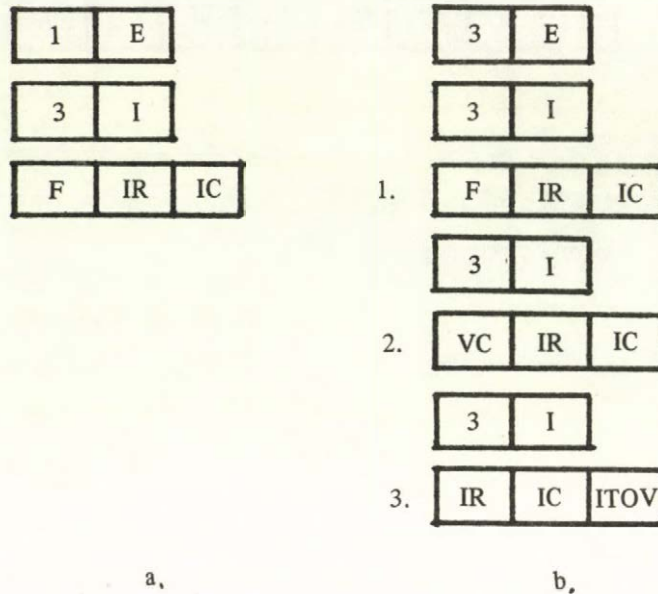 1 E
3 I
F IR IC
a.
3 E
3 I
1. F IR IC
3 I
2. VC IR IC
3 I
3. IR IC ITOV
b.